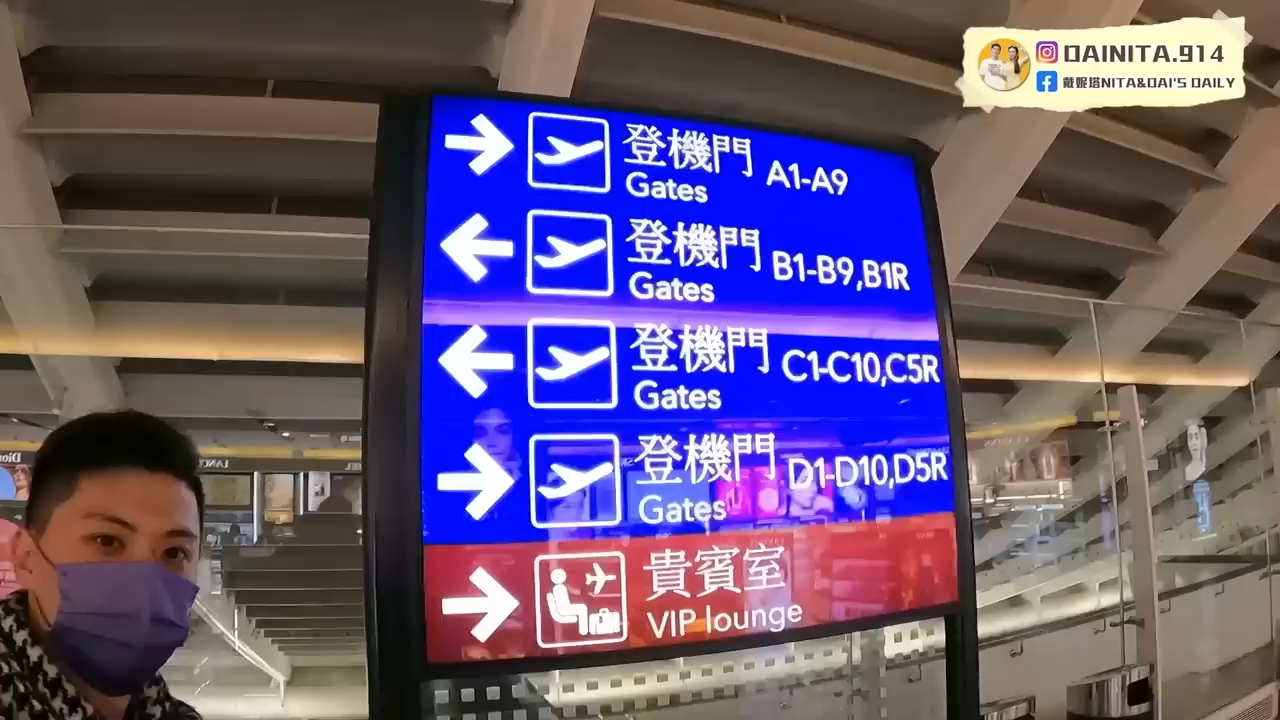 DAINITA.914
戴妮塔NITA&DAI'S DAILY
登機門 A1-A9
Gates
登機門 B1-B9,B1R
Gates
登機門 C1-C10,C5R
Gates
登機門 D1-D10,D5R
Gates
貴賓室
VIP lounge